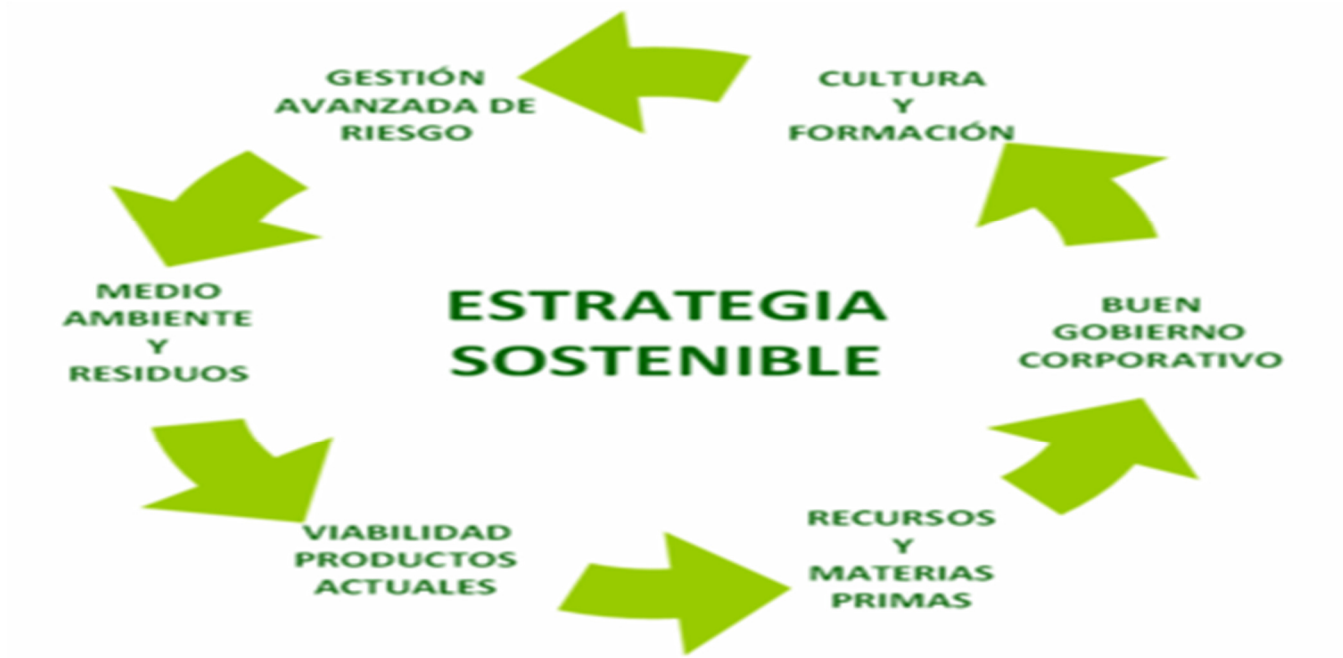 GESTIÓN
AVANZADA DE
RIESGO
CULTURA
Y
FORMACIÓN
MEDIO
AMBIENTE
Y
RESIDUOS
ESTRATEGIA
SOSTENIBLE
BUEN
GOBIERNO
CORPORATIVO
VIABILIDAD
PRODUCTOS
ACTUALES
RECURSOS
Y
MATERIAS
PRIMAS